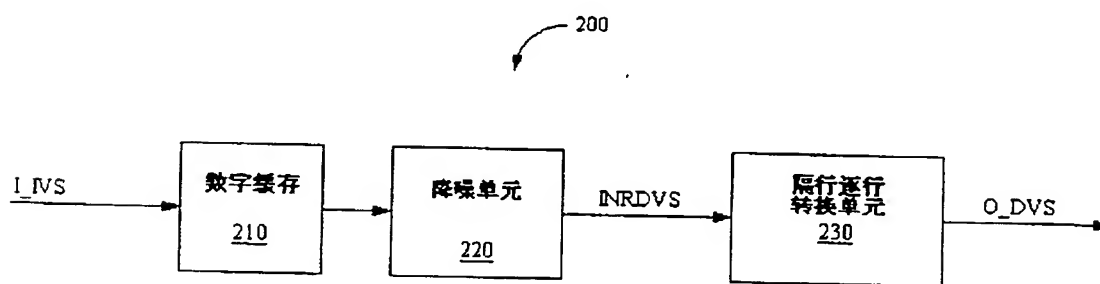 200
I_IVS
数字缓存
210
降噪单元
220
INRDVS
隔行逐行
转换单元
230
O_DVS